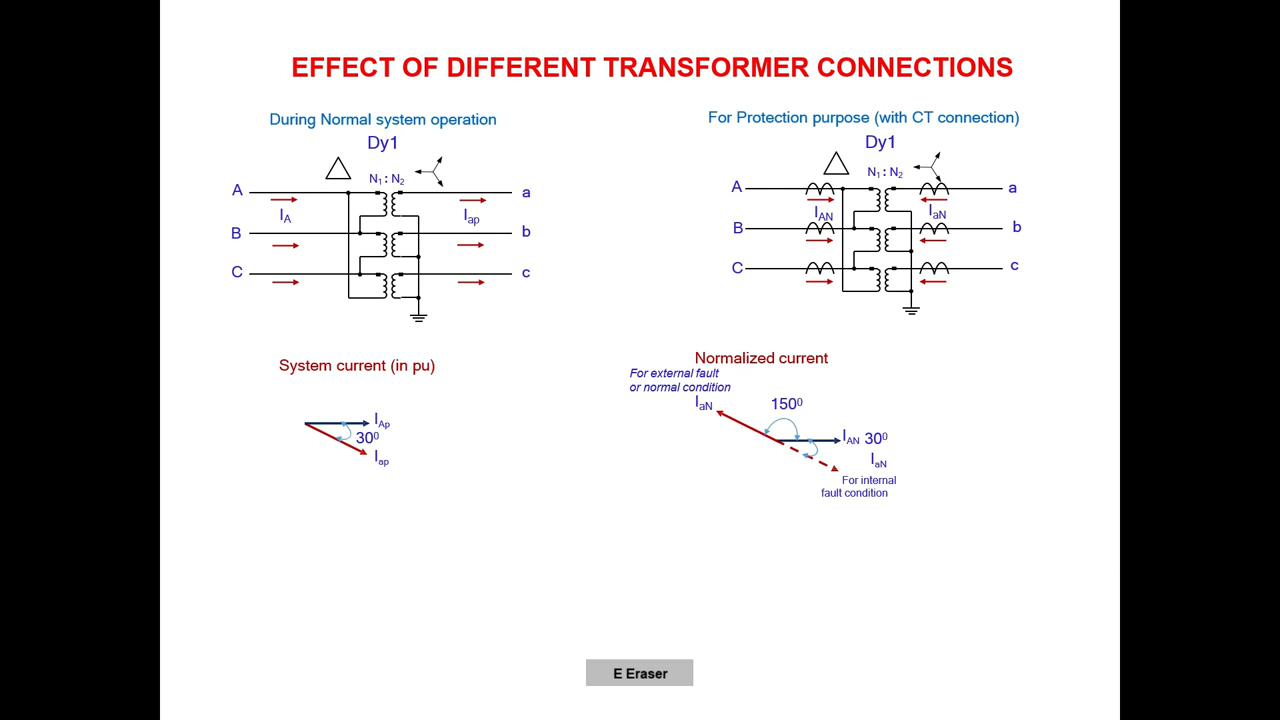 EFFECT OF DIFFERENT TRANSFORMER CONNECTIONS
During Normal system operation
Dy1
N1 : N2
A
a
IA
Iap
B
b
C
c
For Protection purpose (with CT connection)
Dy1
N1 : N2
A
a
IAN
IaN
B
b
C
c
System current (in pu)
IAp
30⁰
Iap
Normalized current
For external fault
or normal condition
IaN
150⁰
IAN 30⁰
IaN
For internal
fault condition
E Eraser